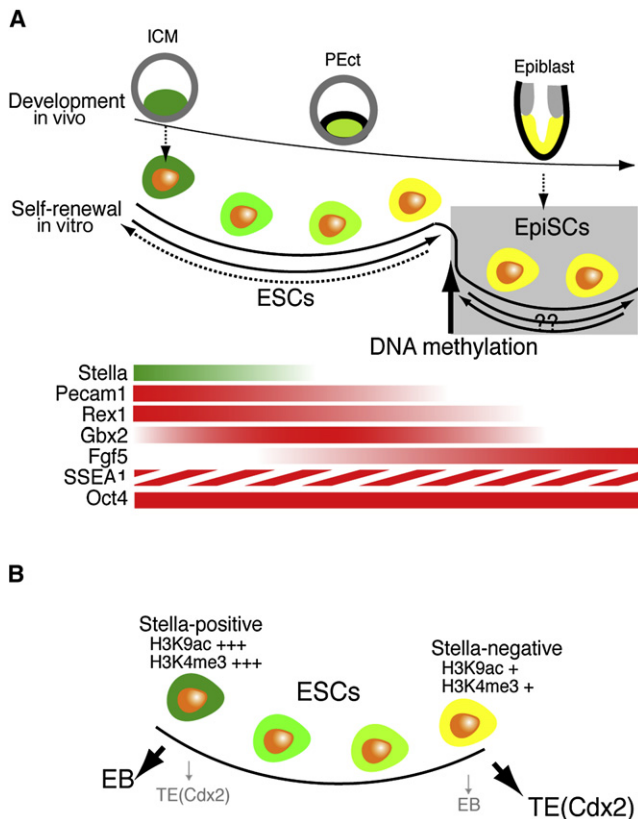 A
ICM
PEct
Epiblast
Development
in vivo
Self-renewal
in vitro
EpiSCs
ESCs
??
DNA methylation
Stella
Pecam1
Rex1
Gbx2
Fgf5
SSEA1
Oct4
B
Stella-positive
H3K9ac +++
H3K4me3 +++
Stella-negative
H3K9ac +
H3K4me3 +
ESCs
EB
TE(Cdx2)
EB
TE(Cdx2)